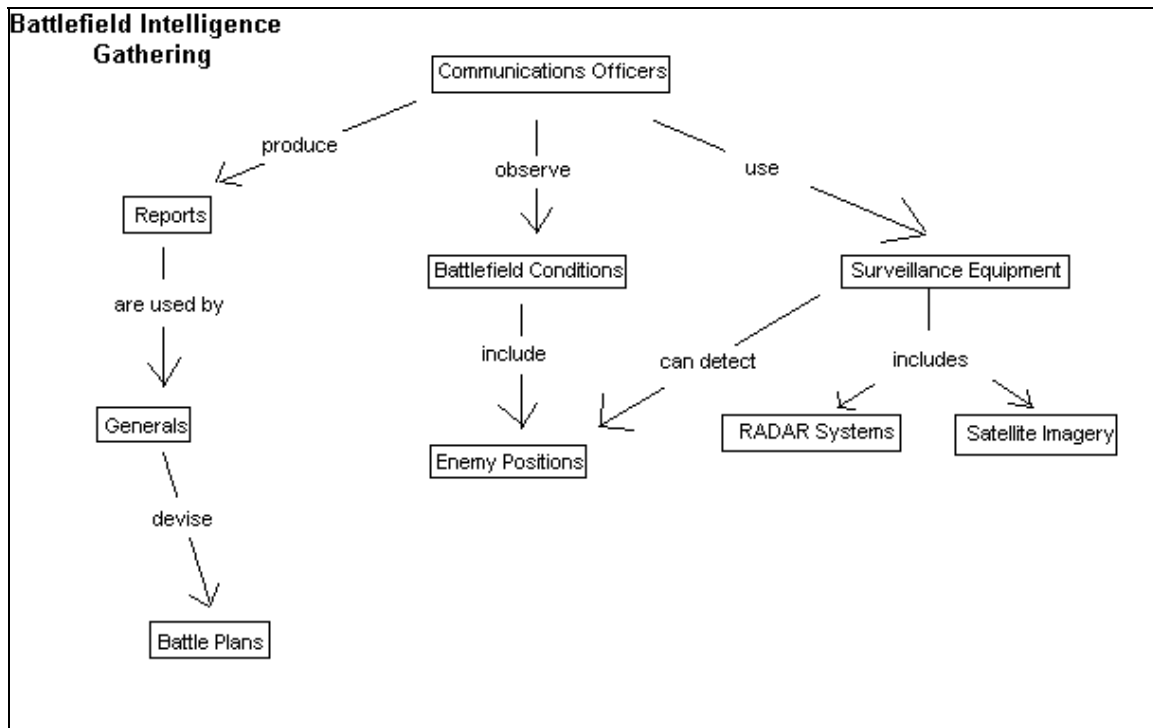 Battlefield Intelligence
Gathering
Communications Officers
produce
observe
use
Reports
Battlefield Conditions
Surveillance Equipment
are used by
include
can detect
includes
Generals
Enemy Positions
RADAR Systems
Satellite Imagery
devise
Battle Plans